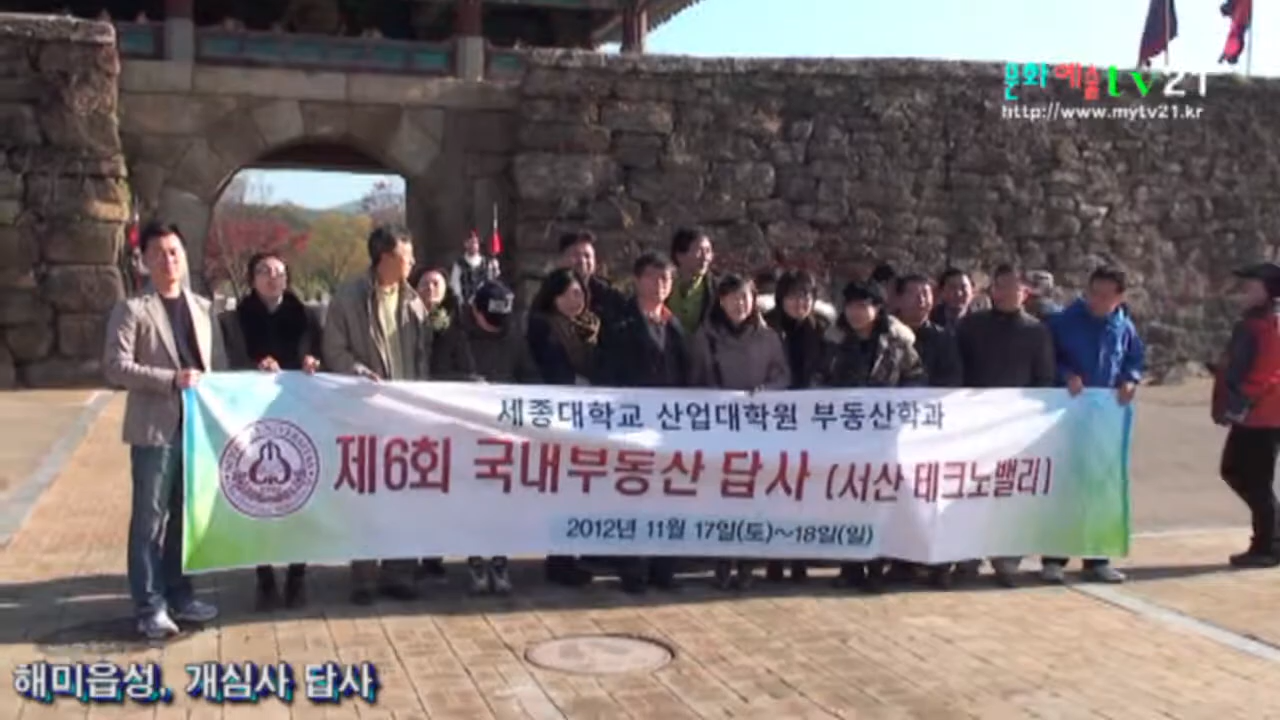 문화예술tv21
http://www.mytv21.kr
세종대학교 산업대학원 부동산학과
제6회 국내부동산 답사 (서산 테크노밸리)
2012년 11월 17일(토)~18일(일)
해미읍성, 개심사 답사